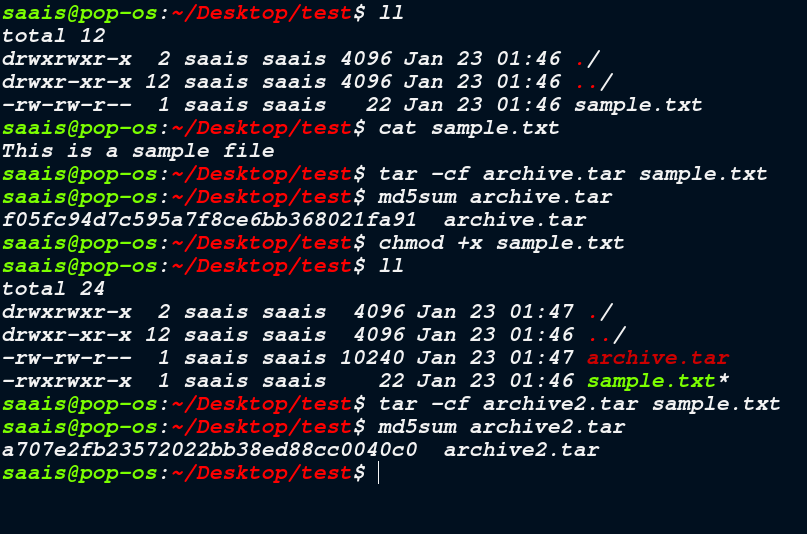 saais@pop-os:~/Desktop/test$ ll
total 12
drwxrwxr-x  2 saais saais 4096 Jan 23 01:46 ./
drwxr-xr-x 12 saais saais 4096 Jan 23 01:46 ../
-rw-rw-r--  1 saais saais   22 Jan 23 01:46 sample.txt
saais@pop-os:~/Desktop/test$ cat sample.txt
This is a sample file
saais@pop-os:~/Desktop/test$ tar -cf archive.tar sample.txt
saais@pop-os:~/Desktop/test$ md5sum archive.tar
f05fc94d7c595a7f8ce6bb368021fa91  archive.tar
saais@pop-os:~/Desktop/test$ chmod +x sample.txt
saais@pop-os:~/Desktop/test$ ll
total 24
drwxrwxr-x  2 saais saais  4096 Jan 23 01:47 ./
drwxr-xr-x 12 saais saais  4096 Jan 23 01:46 ../
-rw-rw-r--  1 saais saais 10240 Jan 23 01:47 archive.tar
-rwxrwxr-x  1 saais saais    22 Jan 23 01:46 sample.txt*
saais@pop-os:~/Desktop/test$ tar -cf archive2.tar sample.txt
saais@pop-os:~/Desktop/test$ md5sum archive2.tar
a707e2fb23572022bb38ed88cc0040c0  archive2.tar
saais@pop-os:~/Desktop/test$